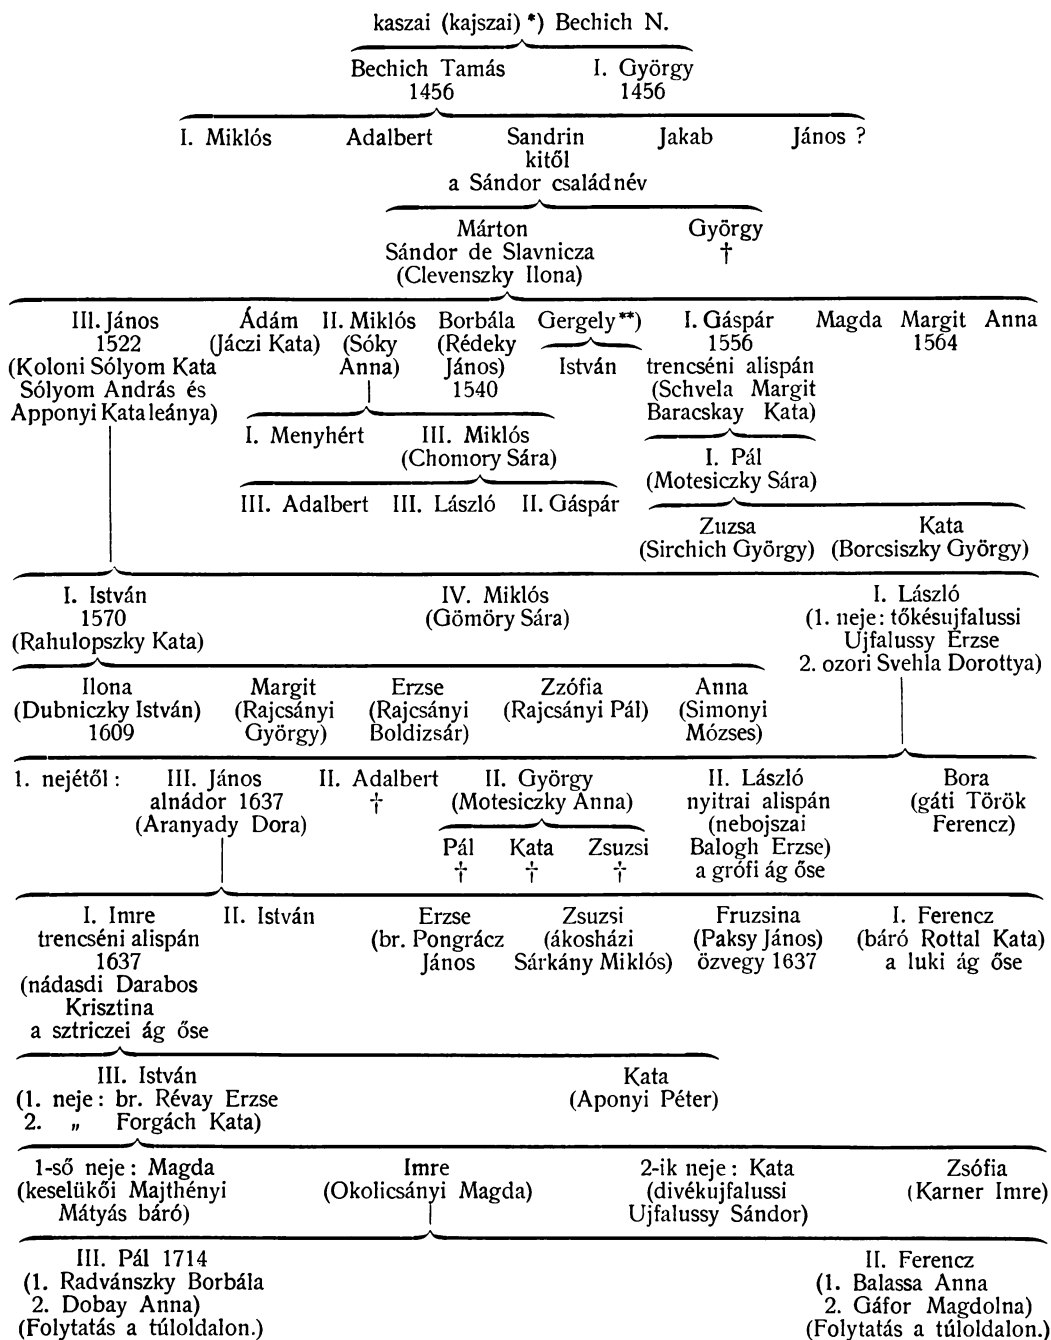 kaszai (kajszai) *) Bechich N.
Bechich Tamás I. György
1456 1456
I. Miklós Adalbert Sandrin Jakab János ?
kitől
a Sándor családnév
Márton György
Sándor de Slavnicza †
(Clevenszky Ilona)
III. János Ádám II. Miklós Borbála Gergely **) I. Gáspár Magda Margit Anna
1522 (Jáczi Kata) (Sóky (Rédeky 1556 1564
(Koloni Sólyom Kata Anna) János) István trencséni alispán
Sólyom András és 1540 (Schvela Margit
Apponyi Kata leánya) Baracskay Kata)
I. Menyhért III. Miklós
(Chomory Sára)
I. Pál
(Motesiczky Sára)
III. Adalbert III. László II. Gáspár
Zuzsa Kata
(Sirchich György) (Borcsiszky György)
I. István IV. Miklós I. László
1570 (Gömöry Sára) (1. neje: tőkésujfalussi
(Rahulopszky Kata) Ujfalussy Erzse
2. ozori Svehla Dorottya)
Ilona Margit Erzse Zzófia Anna
(Dubniczky István) (Rajcsányi (Rajcsányi (Rajcsányi Pál) (Simonyi
1609 György) Boldizsár) Mózses)
1. nejétől: III. János II. Adalbert II. György II. László Bora
alnádor 1637 † (Motesiczky Anna) nyitrai alispán (gáti Török
(Aranyady Dora) (nebojszai Ferencz)
Pál Kata Zsuzsi Balogh Erzse)
† † † a grófi ág őse
I. Imre II. István Erzse Zsuzsi Fruzsina I. Ferencz
trencséni alispán (br. Pongrácz (ákosházi (Paksy János) (báró Rottal Kata)
1637 János Sárkány Miklós) özvegy 1637 a luki ág őse
(nádasdi Darabos
Krisztina
a sztriczei ág őse
III. István Kata
(1. neje: br. Révay Erzse (Aponyi Péter)
2. „ Forgách Kata)
1-ső neje: Magda Imre 2-ik neje: Kata Zsófia
(keselükői Majthényi (Okolicsányi Magda) (divékujfalussi (Karner Imre)
Mátyás báró) Ujfalussy Sándor)
III. Pál 1714 II. Ferencz
(1. Radvánszky Borbála (1. Balassa Anna
2. Dobay Anna) 2. Gáfor Magdolna)
(Folytatás a túloldalon.) (Folytatás a túloldalon.)